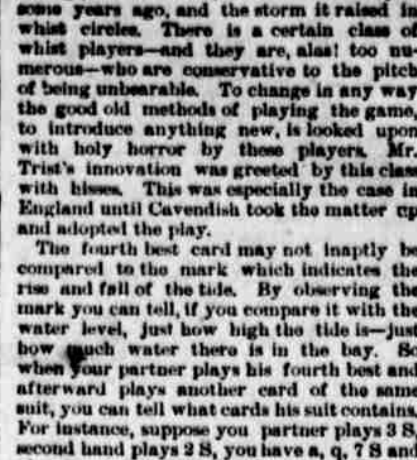 some years ago, and the storm it raised in
whist circles. There is a certain class of
whist players—and they are, alas! too nu
merous—who are conservative to the pitch
of being unbearable. To change in any way
the good old methods of playing the game,
to introduce anything new, is looked upon
with holy horror by these players. Mr.
Trist's innovation was greeted by this class
with hisses. This was especially the case in
England until Cavendish took the matter up
and adopted the play.
The fourth best card may not inaptly be
compared to the mark which indicates the
rise and fall of the tide. By observing the
mark you can tell, if you compare it with the
water level, just how high the tide is—just
how much water there is in the bay. So
when your partner plays his fourth best and
afterward plays another card of the same
suit, you can tell what cards his suit contains.
For instance, suppose you partner plays 3 S,
second hand plays 2 S, you have a, q, 7 S and